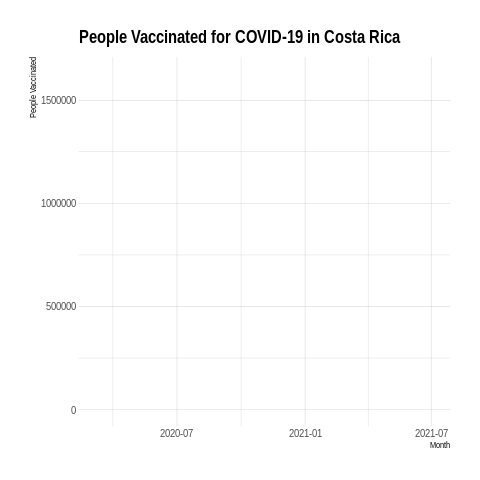 People Vaccinated for COVID-19 in Costa Rica
People Vaccinated
1500000
1000000
500000
0
2020-07
2021-01
2021-07
Month